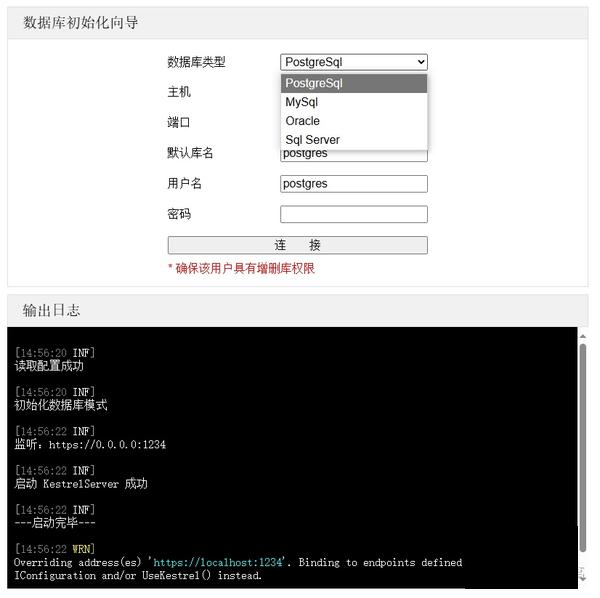 数据库初始化向导
数据库类型 PostgreSql
PostgreSql
主机
MySql
端口
Oracle
Sql Server
默认库名 postgres
用户名 postgres
密码
连 接
* 确保该用户具有增删库权限
输出日志
[14:56:20 INF]
读取配置成功
[14:56:20 INF]
初始化数据库模式
[14:56:22 INF]
监听: https://0.0.0.0:1234
[14:56:22 INF]
启动 KestrelServer 成功
[14:56:22 INF]
---启动完毕---
[14:56:22 WRN]
Overriding address(es) 'https://localhost:1234'. Binding to endpoints defined
IConfiguration and/or UseKestrel() instead.